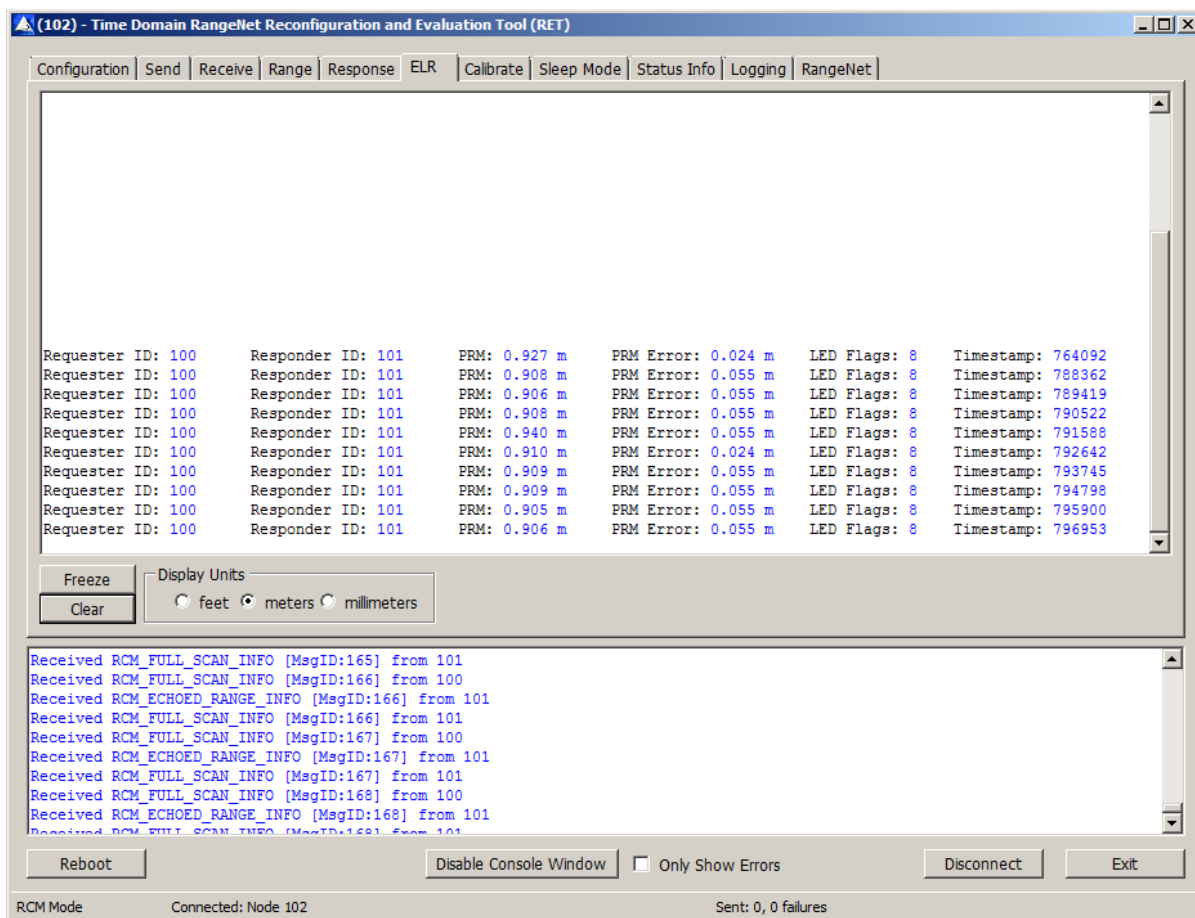 (102) - Time Domain RangeNet Reconfiguration and Evaluation Tool (RET)
Configuration Send Receive Range Response ELR Calibrate Sleep Mode Status Info Logging RangeNet
Requester ID: 100 Responder ID: 101 PRM: 0.927 m PRM Error: 0.024 m LED Flags: 8 Timestamp: 764092
Requester ID: 100 Responder ID: 101 PRM: 0.908 m PRM Error: 0.055 m LED Flags: 8 Timestamp: 788362
Requester ID: 100 Responder ID: 101 PRM: 0.906 m PRM Error: 0.055 m LED Flags: 8 Timestamp: 789419
Requester ID: 100 Responder ID: 101 PRM: 0.908 m PRM Error: 0.055 m LED Flags: 8 Timestamp: 790522
Requester ID: 100 Responder ID: 101 PRM: 0.940 m PRM Error: 0.055 m LED Flags: 8 Timestamp: 791588
Requester ID: 100 Responder ID: 101 PRM: 0.910 m PRM Error: 0.024 m LED Flags: 8 Timestamp: 792642
Requester ID: 100 Responder ID: 101 PRM: 0.909 m PRM Error: 0.055 m LED Flags: 8 Timestamp: 793745
Requester ID: 100 Responder ID: 101 PRM: 0.909 m PRM Error: 0.055 m LED Flags: 8 Timestamp: 794798
Requester ID: 100 Responder ID: 101 PRM: 0.905 m PRM Error: 0.055 m LED Flags: 8 Timestamp: 795900
Requester ID: 100 Responder ID: 101 PRM: 0.906 m PRM Error: 0.055 m LED Flags: 8 Timestamp: 796953
Freeze
Clear
Display Units
feet meters millimeters
Received RCM_FULL_SCAN_INFO [MsgID:165] from 101
Received RCM_FULL_SCAN_INFO [MsgID:166] from 100
Received RCM_ECHOED_RANGE_INFO [MsgID:166] from 101
Received RCM_FULL_SCAN_INFO [MsgID:166] from 101
Received RCM_FULL_SCAN_INFO [MsgID:167] from 100
Received RCM_ECHOED_RANGE_INFO [MsgID:167] from 101
Received RCM_FULL_SCAN_INFO [MsgID:167] from 101
Received RCM_FULL_SCAN_INFO [MsgID:168] from 100
Received RCM_ECHOED_RANGE_INFO [MsgID:168] from 101
Received RCM_FULL_SCAN_INFO [MsgID:168] from 101
Reboot Disable Console Window Only Show Errors Disconnect Exit
RCM Mode Connected: Node 102 Sent: 0, 0 failures